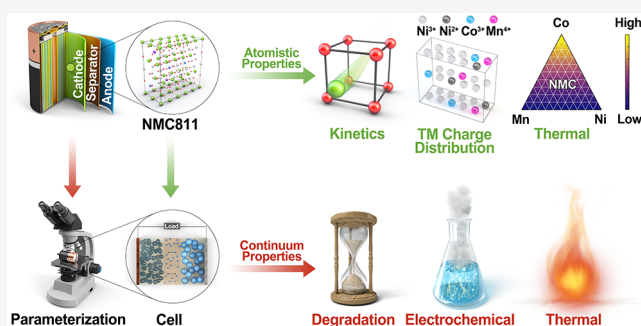 Cathode
Separator
Anode
NMC811
Atomistic
Properties
Kinetics
Ni³⁺ Ni²⁺ Co³⁺ Mn⁴⁺
TM Charge
Distribution
Co
NMC
Mn
Ni
Thermal
High
Low
Parameterization
Load
Cell
Continuum
Properties
Degradation
Electrochemical
Thermal